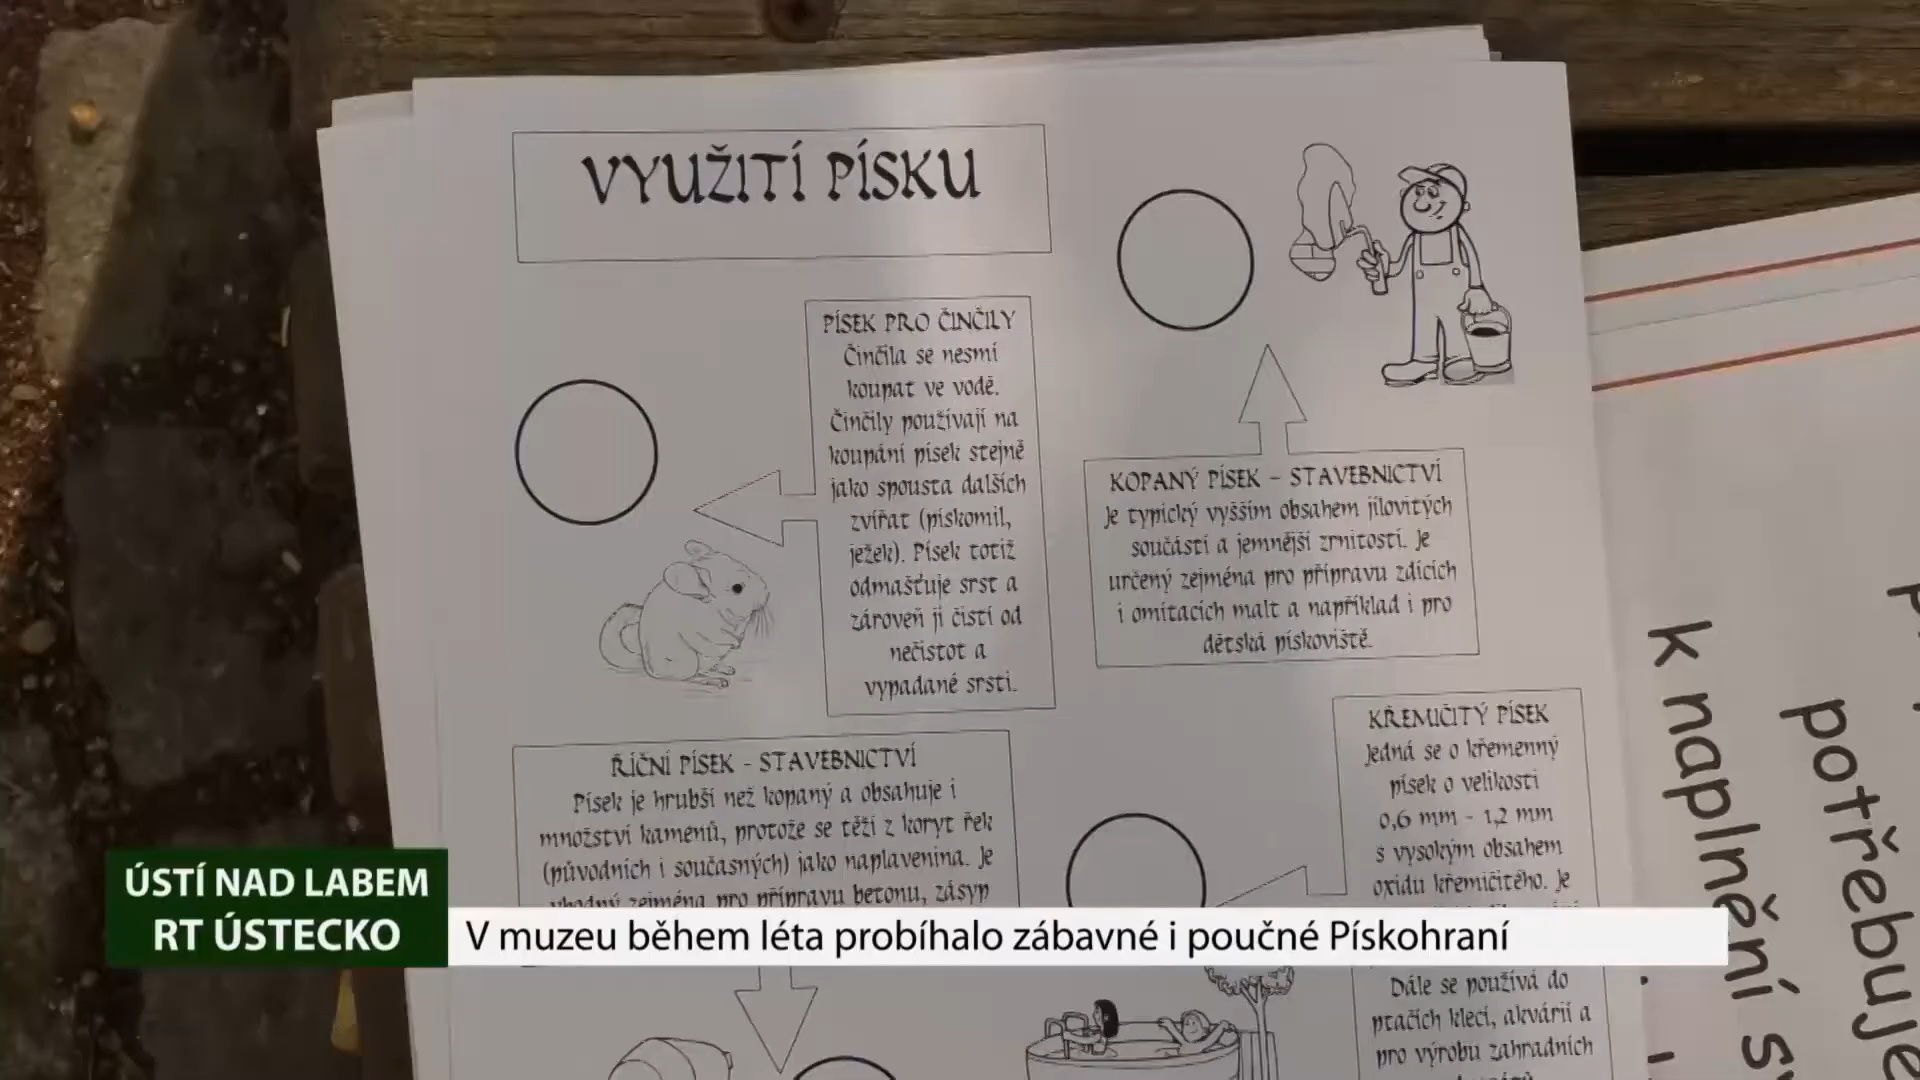 VYUŽITÍ PÍSKU
PÍSEK PRO ČINČILY
Činčila se nesmí
koupat ve vodě.
Činčily používají na
koupání písek stejně
jako spousta dalších
zvířat (pískomil,
ježek). Písek totiž
odmašťuje srst a
zároveň ji čistí od
nečistot a
vypadané srsti.
KOPANÝ PÍSEK – STAVEBNICTVÍ
Je typický vyšším obsahem jílovitých
součástí a jemnější zrnitostí. Je
určený zejména pro přípravu zdících
i omítacích malt a například i pro
dětská pískoviště.
ŘÍČNÍ PÍSEK - STAVEBNICTVÍ
Písek je hrubší než kopaný a obsahuje i
množství kamenů, protože se těží z koryt řek
(původních i současných) jako naplavenina. Je
vhodný zejména pro přípravu betonu, zásyp
KŘEMIČITÝ PÍSEK
Jedná se o křemenný
písek o velikosti
0,6 mm - 1,2 mm
s vysokým obsahem
oxidu křemičitého. Je
Dále se používá do
ptačích klecí, akvárií a
pro výrobu zahradních
potřebuje
k naplnění
ÚSTÍ NAD LABEM
RT ÚSTECKO
V muzeu během léta probíhalo zábavné i poučné Pískohraní